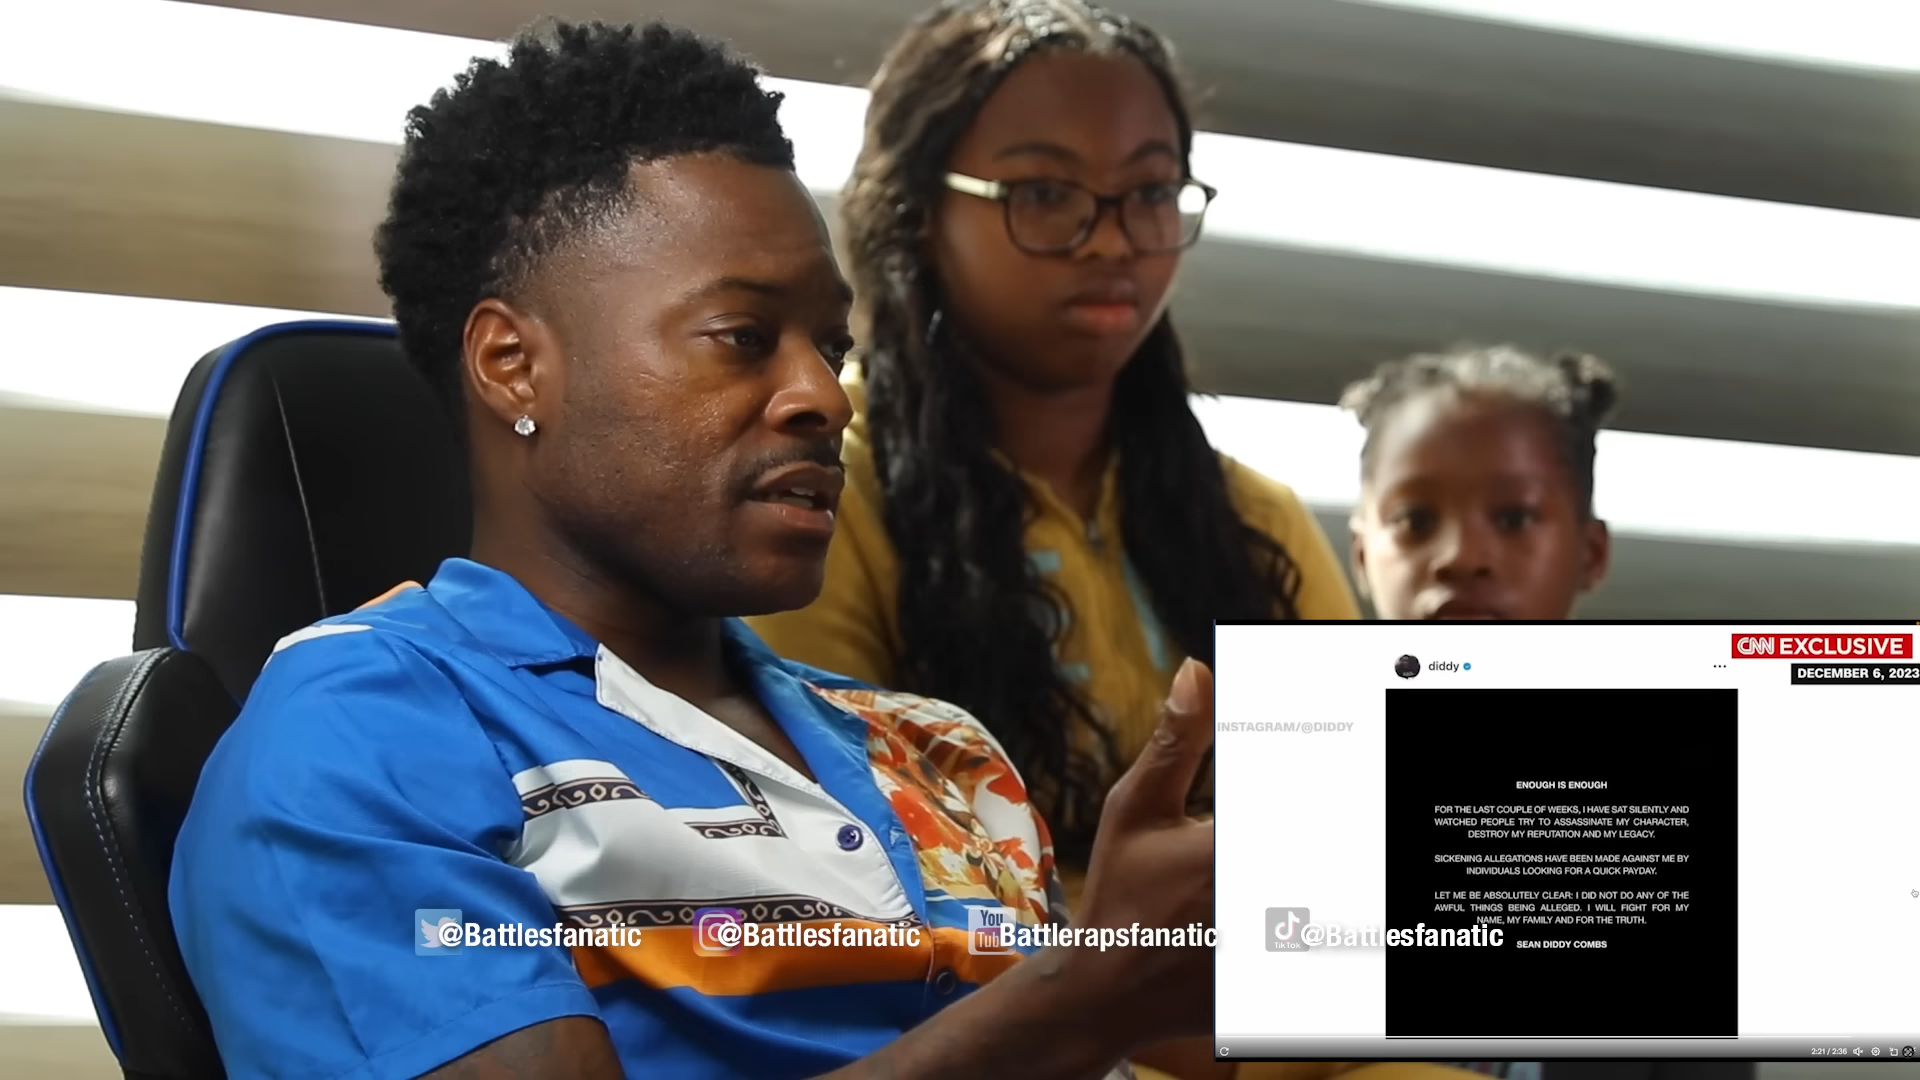 CNN EXCLUSIVE
diddy
DECEMBER 6, 2023
INSTAGRAM/@DIDDY
ENOUGH IS ENOUGH
FOR THE LAST COUPLE OF WEEKS, I HAVE SAT SILENTLY AND
WATCHED PEOPLE TRY TO ASSASSINATE MY CHARACTER,
DESTROY MY REPUTATION AND MY LEGACY.
SICKENING ALLEGATIONS HAVE BEEN MADE AGAINST ME BY
INDIVIDUALS LOOKING FOR A QUICK PAYDAY.
LET ME BE ABSOLUTELY CLEAR: I DID NOT DO ANY OF THE
AWFUL THINGS BEING ALLEGED. I WILL FIGHT FOR MY
NAME, MY FAMILY AND FOR THE TRUTH.
SEAN DIDDY COMBS
@Battlesfanatic
@Battlesfanatic
You
Tube
Battlerapsfanatic
TikTok
@Battlesfanatic
2:21 / 2:36